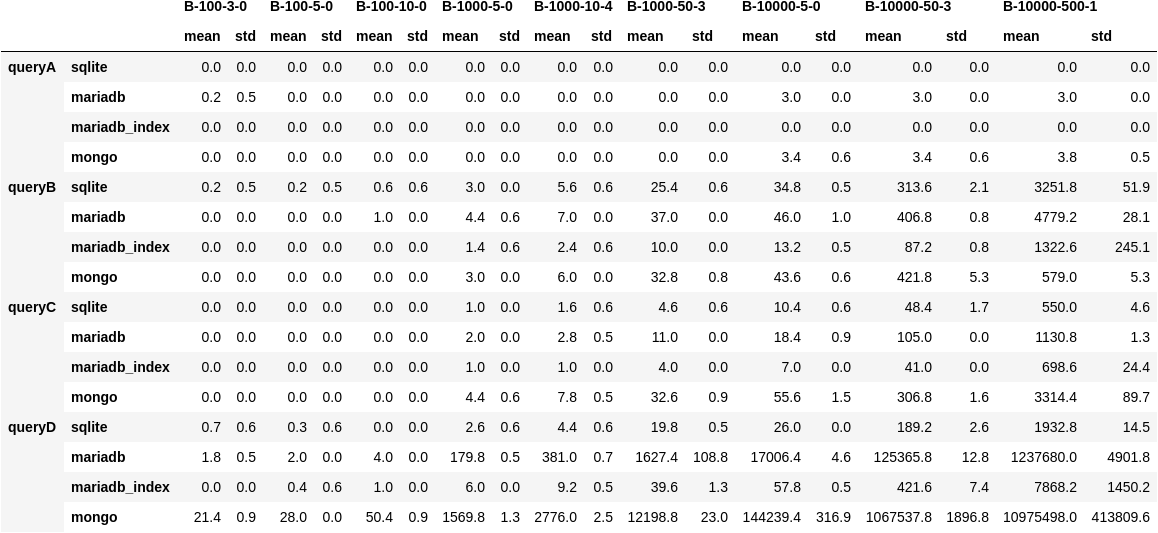 B-100-3-0 B-100-5-0 B-100-10-0 B-1000-5-0 B-1000-10-4 B-1000-50-3 B-10000-5-0 B-10000-50-3 B-10000-500-1
mean std mean std mean std mean std mean std mean std mean std mean std mean std
queryA sqlite 0.0 0.0 0.0 0.0 0.0 0.0 0.0 0.0 0.0 0.0 0.0 0.0 0.0 0.0 0.0 0.0 0.0 0.0
mariadb 0.2 0.5 0.0 0.0 0.0 0.0 0.0 0.0 0.0 0.0 0.0 0.0 3.0 0.0 3.0 0.0 3.0 0.0
mariadb_index 0.0 0.0 0.0 0.0 0.0 0.0 0.0 0.0 0.0 0.0 0.0 0.0 0.0 0.0 0.0 0.0 0.0 0.0
mongo 0.0 0.0 0.0 0.0 0.0 0.0 0.0 0.0 0.0 0.0 0.0 0.0 3.4 0.6 3.4 0.6 3.8 0.5
queryB sqlite 0.2 0.5 0.2 0.5 0.6 0.6 3.0 0.0 5.6 0.6 25.4 0.6 34.8 0.5 313.6 2.1 3251.8 51.9
mariadb 0.0 0.0 0.0 0.0 1.0 0.0 4.4 0.6 7.0 0.0 37.0 0.0 46.0 1.0 406.8 0.8 4779.2 28.1
mariadb_index 0.0 0.0 0.0 0.0 0.0 0.0 1.4 0.6 2.4 0.6 10.0 0.0 13.2 0.5 87.2 0.8 1322.6 245.1
mongo 0.0 0.0 0.0 0.0 0.0 0.0 3.0 0.0 6.0 0.0 32.8 0.8 43.6 0.6 421.8 5.3 579.0 5.3
queryC sqlite 0.0 0.0 0.0 0.0 0.0 0.0 1.0 0.0 1.6 0.6 4.6 0.6 10.4 0.6 48.4 1.7 550.0 4.6
mariadb 0.0 0.0 0.0 0.0 0.0 0.0 2.0 0.0 2.8 0.5 11.0 0.0 18.4 0.9 105.0 0.0 1130.8 1.3
mariadb_index 0.0 0.0 0.0 0.0 0.0 0.0 1.0 0.0 1.0 0.0 4.0 0.0 7.0 0.0 41.0 0.0 698.6 24.4
mongo 0.0 0.0 0.0 0.0 0.0 0.0 4.4 0.6 7.8 0.5 32.6 0.9 55.6 1.5 306.8 1.6 3314.4 89.7
queryD sqlite 0.7 0.6 0.3 0.6 0.0 0.0 2.6 0.6 4.4 0.6 19.8 0.5 26.0 0.0 189.2 2.6 1932.8 14.5
mariadb 1.8 0.5 2.0 0.0 4.0 0.0 179.8 0.5 381.0 0.7 1627.4 108.8 17006.4 4.6 125365.8 12.8 1237680.0 4901.8
mariadb_index 0.0 0.0 0.4 0.6 1.0 0.0 6.0 0.0 9.2 0.5 39.6 1.3 57.8 0.5 421.6 7.4 7868.2 1450.2
mongo 21.4 0.9 28.0 0.0 50.4 0.9 1569.8 1.3 2776.0 2.5 12198.8 23.0 144239.4 316.9 1067537.8 1896.8 10975498.0 413809.6